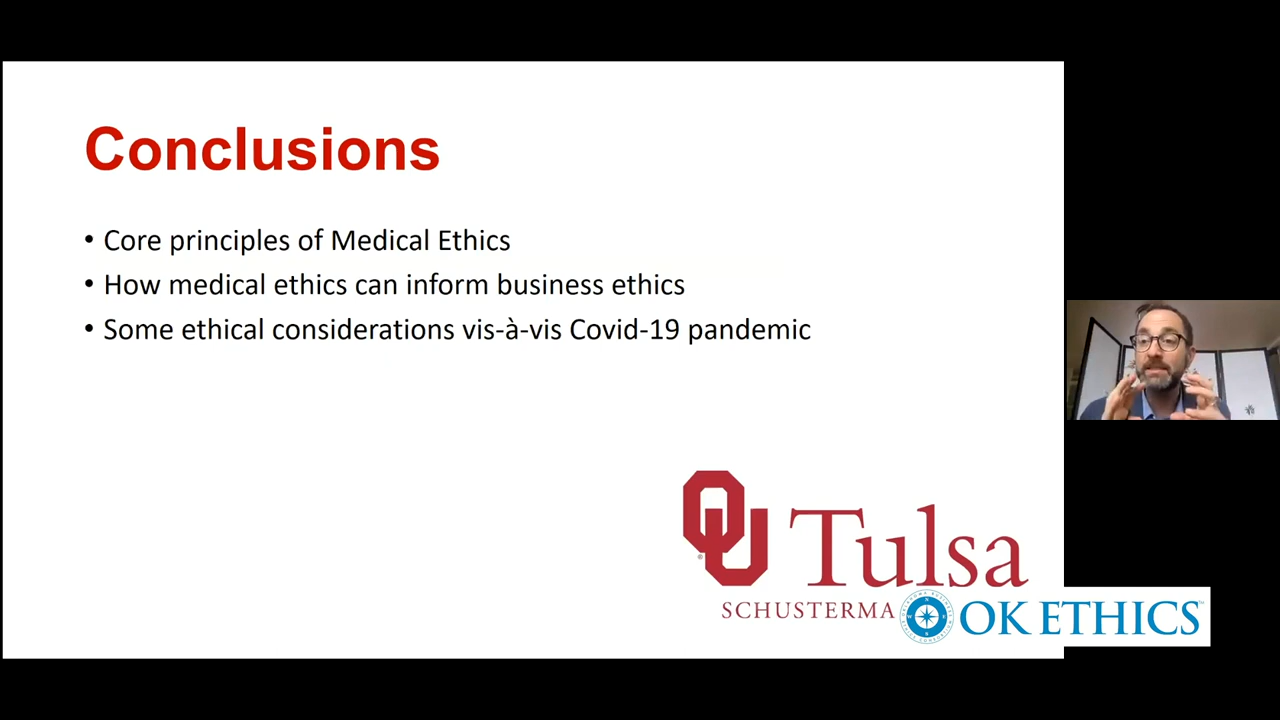 Conclusions
• Core principles of Medical Ethics
• How medical ethics can inform business ethics
• Some ethical considerations vis-à-vis Covid-19 pandemic
OU Tulsa
SCHUSTERMA
OK ETHICS